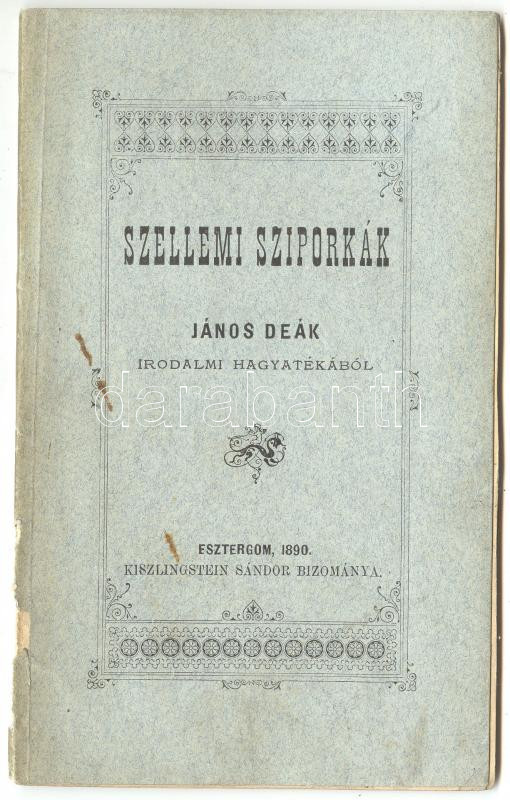 SZELLEMI SZIPORKÁK
JÁNOS DEÁK
IRODALMI HAGYATÉKÁBÓL
darabanth
ESZTERGOM, 1890.
KISZLINGSTEIN SÁNDOR BIZOMÁNYA.